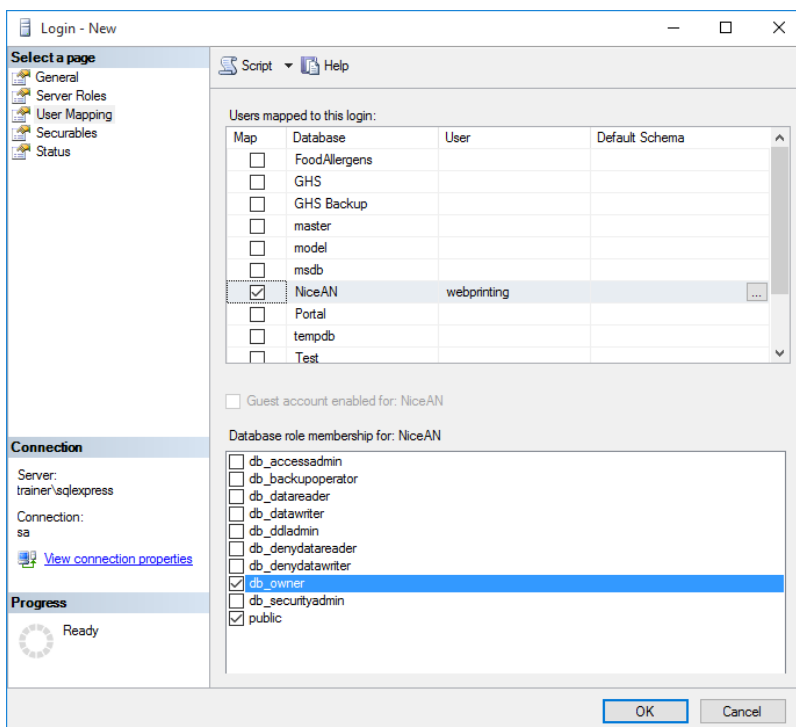 Login - New
Select a page
General
Server Roles
User Mapping
Securables
Status
Script Help
Users mapped to this login:
Map Database User Default Schema
FoodAllergens
GHS
GHS Backup
master
model
msdb
NiceAN webprinting ...
Portal
tempdb
Test
Guest account enabled for: NiceAN
Database role membership for: NiceAN
db_accessadmin
db_backupoperator
db_datareader
db_datawriter
db_ddladmin
db_denydatareader
db_denydatawriter
db_owner
db_securityadmin
public
Connection
Server:
trainer\sqlexpress
Connection:
sa
View connection properties
Progress
Ready
OK Cancel